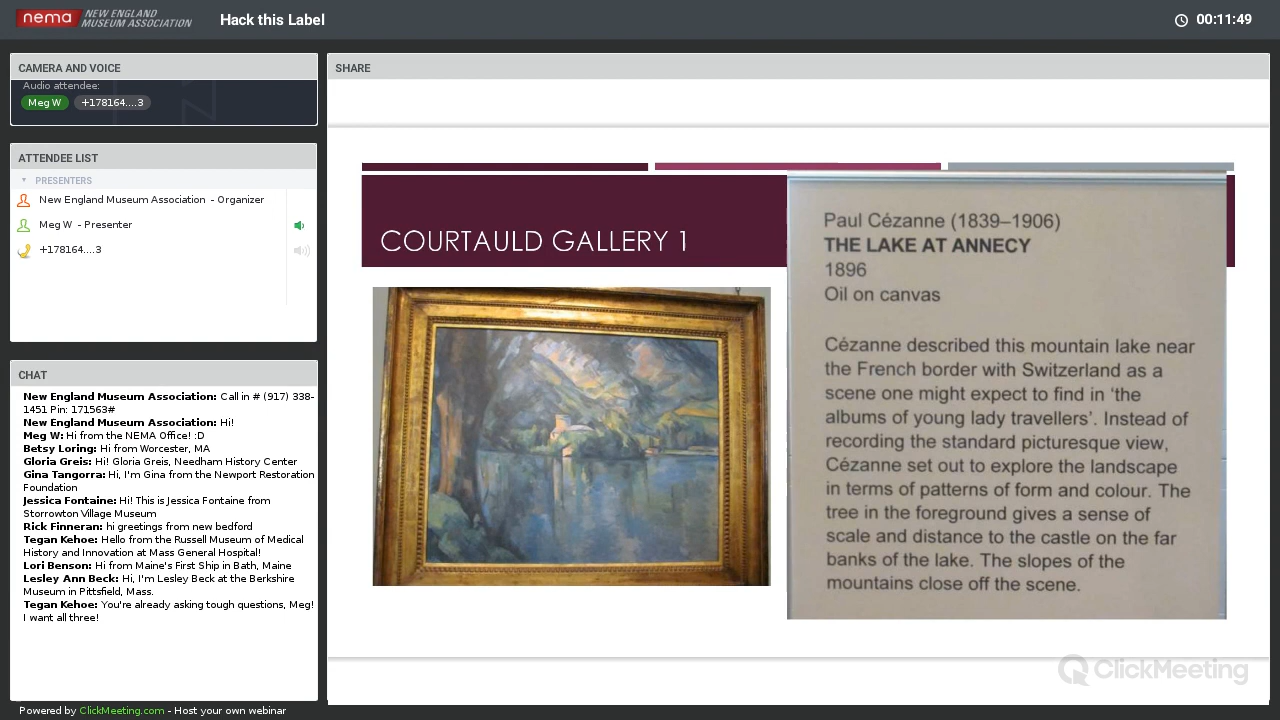 nema NEW ENGLAND
MUSEUM ASSOCIATION
Hack this Label
00:11:49
CAMERA AND VOICE
Audio attendee:
Meg W +178164....3
ATTENDEE LIST
PRESENTERS
New England Museum Association - Organizer
Meg W - Presenter
+178164....3
CHAT
New England Museum Association: Call in # (917) 338-
1451 Pin: 171563#
New England Museum Association: Hi!
Meg W: Hi from the NEMA Office! :D
Betsy Loring: Hi from Worcester, MA
Gloria Greis: Hi! Gloria Greis, Needham History Center
Gina Tangorra: Hi, I'm Gina from the Newport Restoration
Foundation
Jessica Fontaine: Hi! This is Jessica Fontaine from
Storrowton Village Museum
Rick Finneran: hi greetings from new bedford
Tegan Kehoe: Hello from the Russell Museum of Medical
History and Innovation at Mass General Hospital!
Lori Benson: Hi from Maine's First Ship in Bath, Maine
Lesley Ann Beck: Hi, I'm Lesley Beck at the Berkshire
Museum in Pittsfield, Mass.
Tegan Kehoe: You're already asking tough questions, Meg!
I want all three!
Powered by ClickMeeting.com - Host your own webinar
SHARE
COURTAULD GALLERY 1
Paul Cézanne (1839–1906)
THE LAKE AT ANNECY
1896
Oil on canvas
Cézanne described this mountain lake near
the French border with Switzerland as a
scene one might expect to find in ‘the
albums of young lady travellers’. Instead of
recording the standard picturesque view,
Cézanne set out to explore the landscape
in terms of patterns of form and colour. The
tree in the foreground gives a sense of
scale and distance to the castle on the far
banks of the lake. The slopes of the
mountains close off the scene.
ClickMeeting